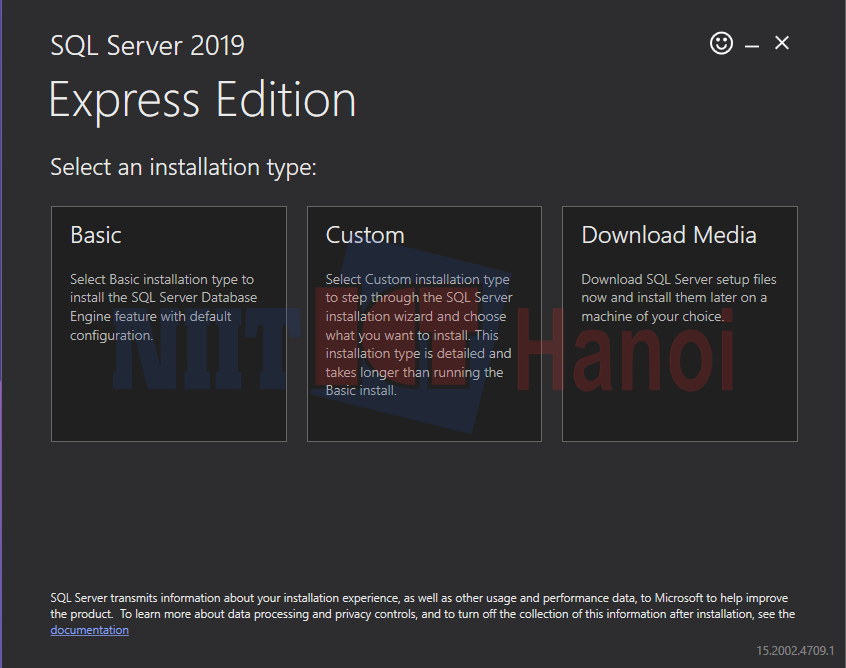 SQL Server 2019
Express Edition
Select an installation type:
Basic
Select Basic installation type to
install the SQL Server Database
Engine feature with default
configuration.
Custom
Select Custom installation type
to step through the SQL Server
installation wizard and choose
what you want to install. This
installation type is detailed and
takes longer than running the
Basic install.
Download Media
Download SQL Server setup files
now and install them later on a
machine of your choice.
NIIT ICT Hanoi
SQL Server transmits information about your installation experience, as well as other usage and performance data, to Microsoft to help improve
the product.  To learn more about data processing and privacy controls, and to turn off the collection of this information after installation, see the
documentation
15.2002.4709.1